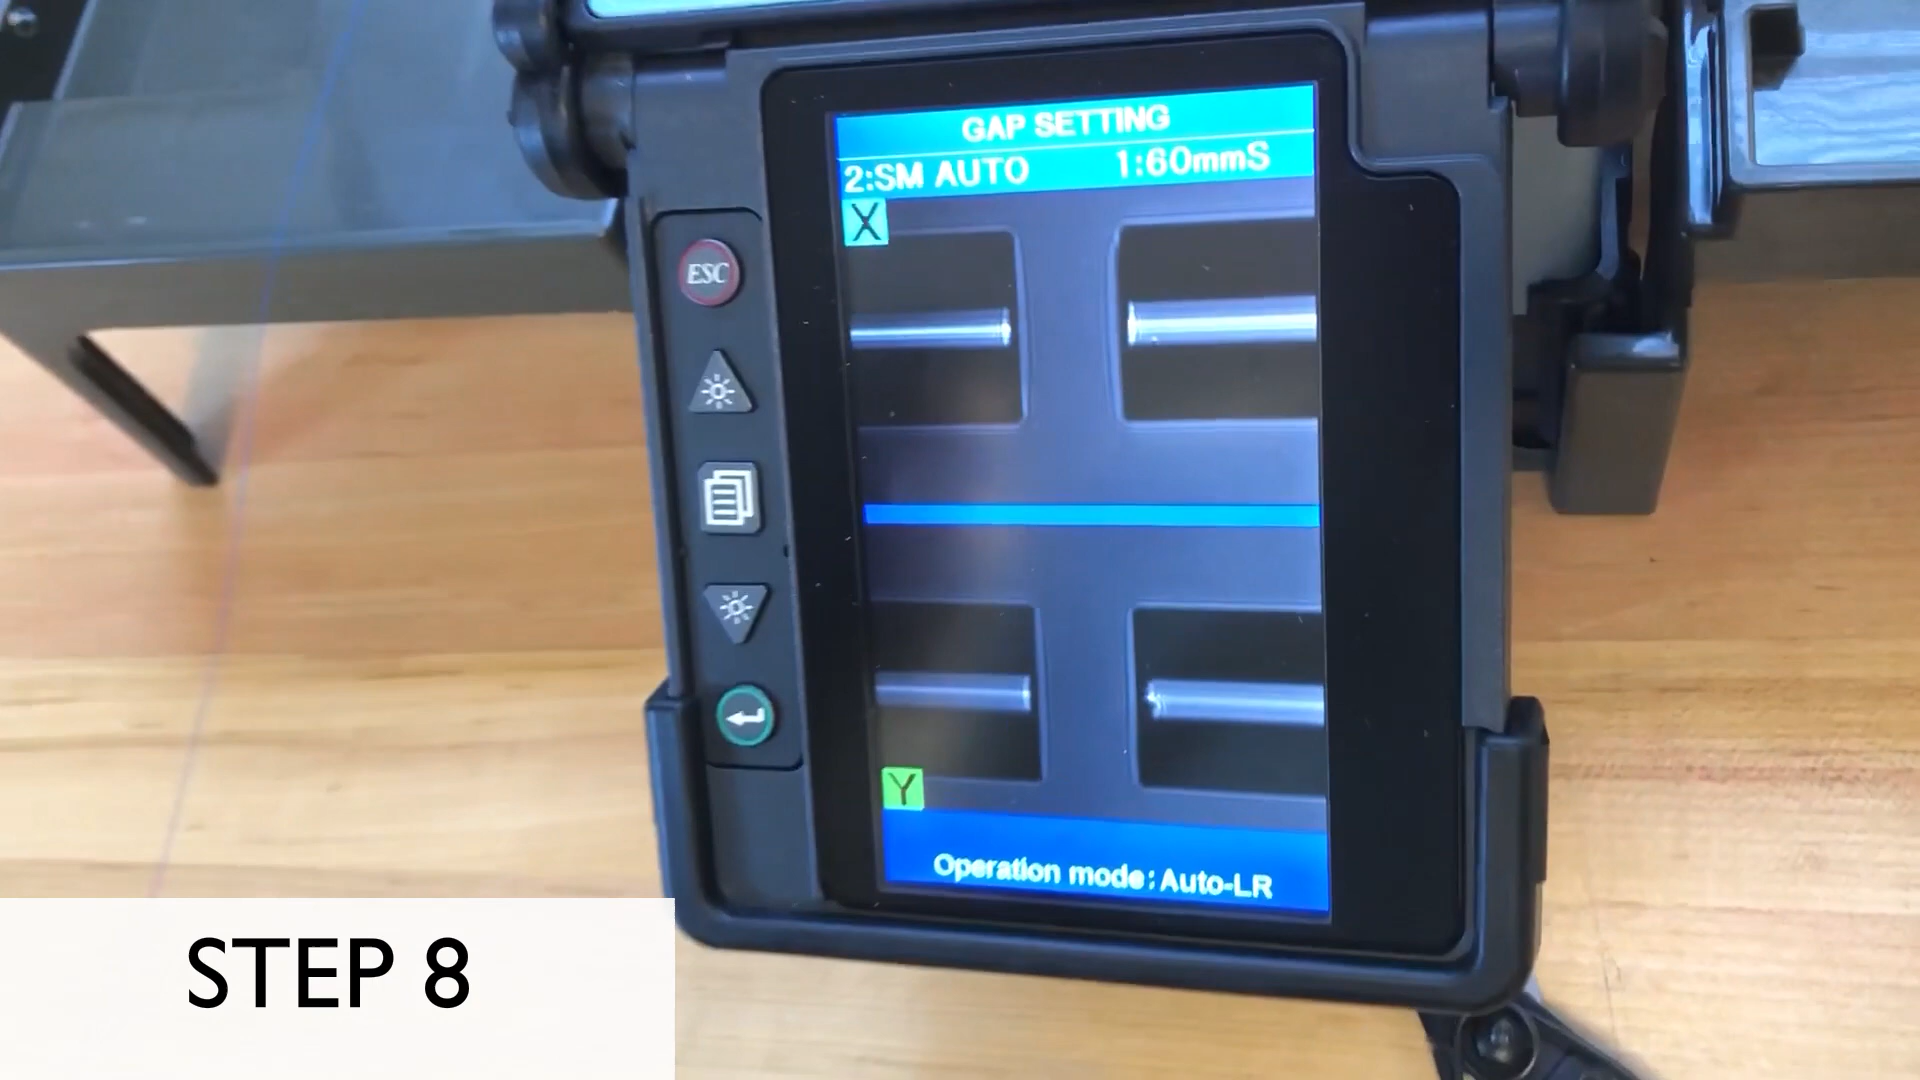 GAP SETTING
2:SM AUTO 1:60mmS
X
ESC
Y
Operation mode:Auto-LR
STEP 8